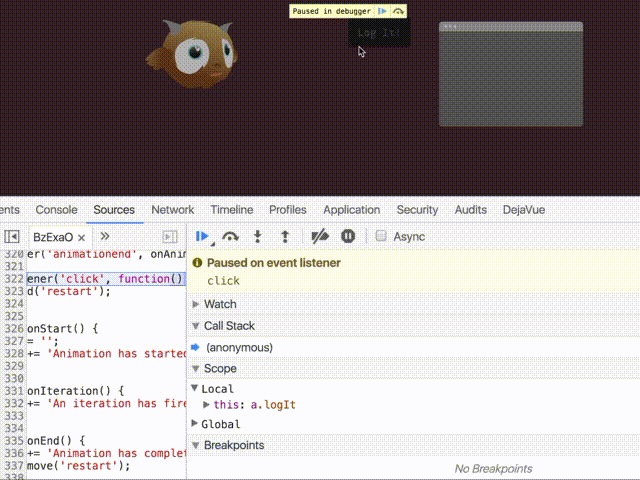 Paused in debugger
Log It!
ents Console Sources Network Timeline Profiles Application Security Audits DejaVue
BzExaO × »
Async
320 er('animationend', onAnim
321
322 ener('click', function()
323 d('restart');
324
325
326 onStart() {
327 = '';
328 += 'Animation has started
329
330
331 onIteration() {
332 += 'An iteration has fire
333
334
335 onEnd() {
336 += 'Animation has complet
337 move('restart');
338
Paused on event listener
click
Watch
Call Stack
(anonymous)
Scope
Local
this: a.logIt
Global
Breakpoints
No Breakpoints